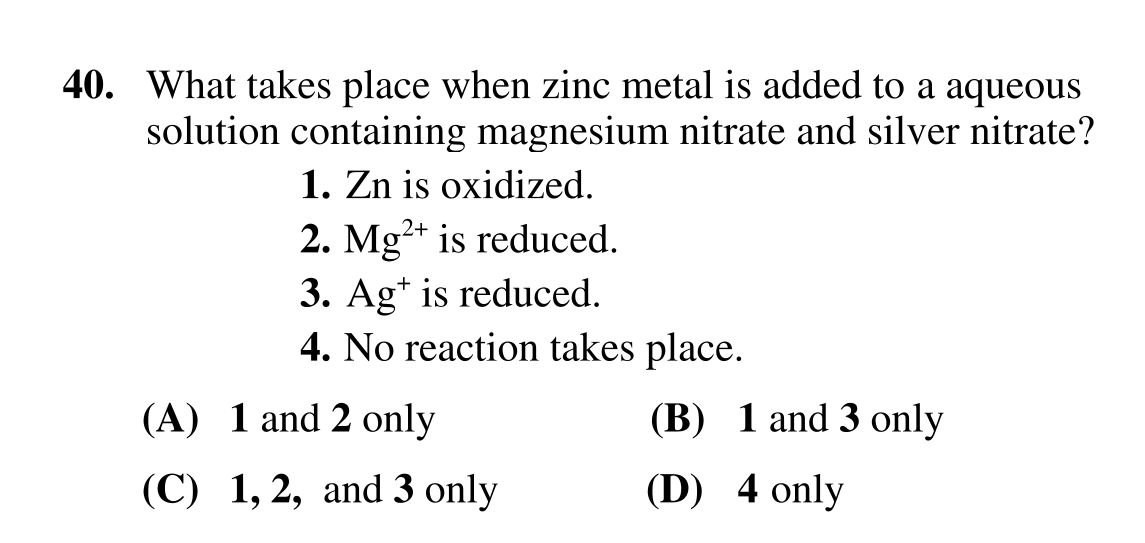 40. What takes place when zinc metal is added to a aqueous
solution containing magnesium nitrate and silver nitrate?
1. Zn is oxidized.
2. Mg²⁺ is reduced.
3. Ag⁺ is reduced.
4. No reaction takes place.
(A) 1 and 2 only (B) 1 and 3 only
(C) 1, 2, and 3 only (D) 4 only